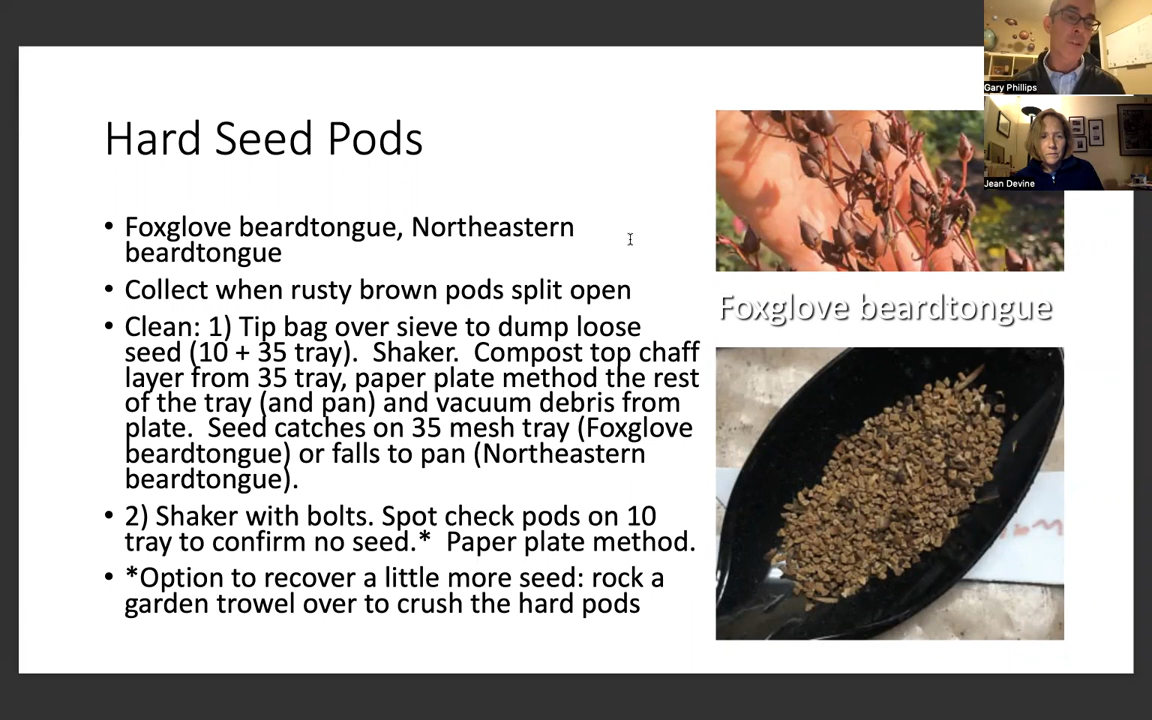 Gary Phillips
Jean Devine
Hard Seed Pods
• Foxglove beardtongue, Northeastern
beardtongue
• Collect when rusty brown pods split open
• Clean: 1) Tip bag over sieve to dump loose
seed (10 + 35 tray).  Shaker.  Compost top chaff
layer from 35 tray, paper plate method the rest
of the tray (and pan) and vacuum debris from
plate.  Seed catches on 35 mesh tray (Foxglove
beardtongue) or falls to pan (Northeastern
beardtongue).
• 2) Shaker with bolts. Spot check pods on 10
tray to confirm no seed.*  Paper plate method.
• *Option to recover a little more seed: rock a
garden trowel over to crush the hard pods
Foxglove beardtongue